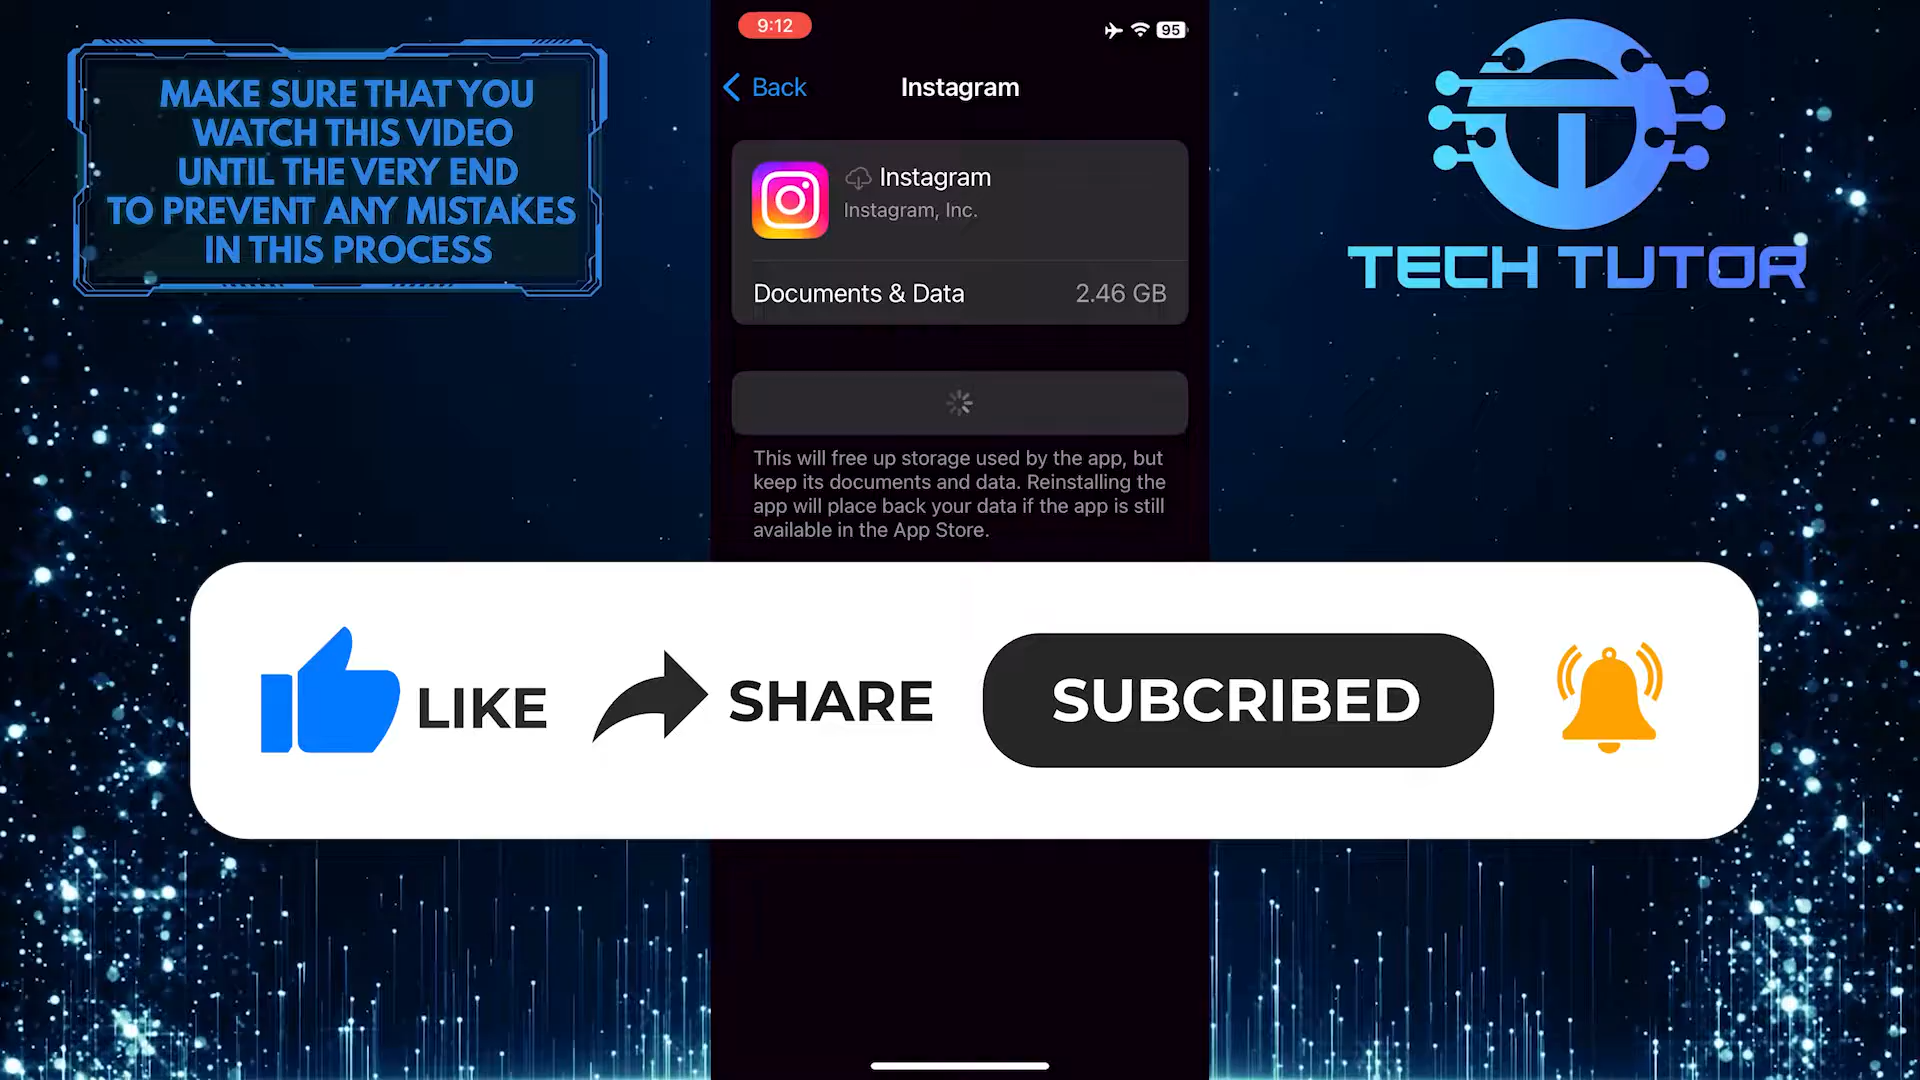 MAKE SURE THAT YOU
WATCH THIS VIDEO
UNTIL THE VERY END
TO PREVENT ANY MISTAKES
IN THIS PROCESS
9:12
95
Back
Instagram
Instagram
Instagram, Inc.
Documents & Data 2.46 GB
This will free up storage used by the app, but
keep its documents and data. Reinstalling the
app will place back your data if the app is still
available in the App Store.
TECH TUTOR
LIKE
SHARE
SUBCRIBED